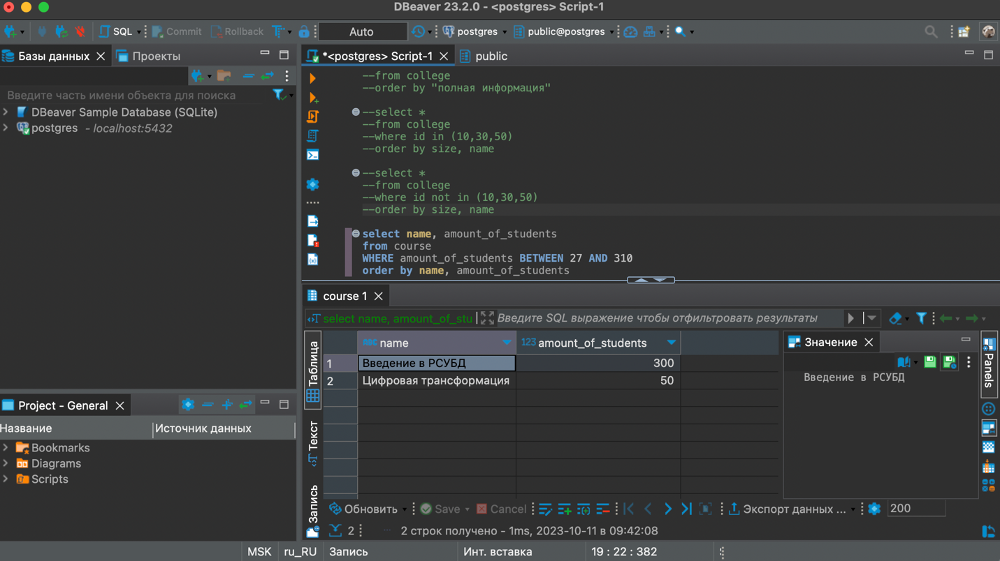 DBeaver 23.2.0 - <postgres> Script-1
SQL Commit Rollback Auto postgres public@postgres
Базы данных Проекты
Введите часть имени объекта для поиска
DBeaver Sample Database (SQLite)
postgres - localhost:5432
Project - General
Название Источник данных
Bookmarks
Diagrams
Scripts
*<postgres> Script-1 public
--from college
--order by "полная информация"
--select *
--from college
--where id in (10,30,50)
--order by size, name
--select *
--from college
--where id not in (10,30,50)
--order by size, name
select name, amount_of_students
from course
WHERE amount_of_students BETWEEN 27 AND 310
order by name, amount_of_students
course 1
select name, amount_of_stu Введите SQL выражение чтобы отфильтровать результаты
Таблица
Текст
Запись
ABC name 123 amount_of_students
1 Введение в РСУБД 300
2 Цифровая трансформация 50
Значение
Введение в РСУБД
Panels
Обновить Save Cancel Экспорт данных ... 200
2 2 строк получено - 1ms, 2023-10-11 в 09:42:08
MSK ru_RU Запись Инт. вставка 19 : 22 : 382